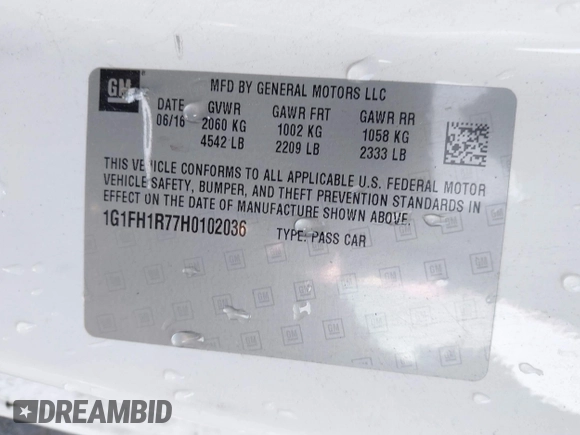 GM ®
MFD BY GENERAL MOTORS LLC
DATE GVWR GAWR FRT GAWR RR
06/16 2060 KG 1002 KG 1058 KG
4542 LB 2209 LB 2333 LB
THIS VEHICLE CONFORMS TO ALL APPLICABLE U.S. FEDERAL MOTOR
VEHICLE SAFETY, BUMPER, AND THEFT PREVENTION STANDARDS IN
EFFECT ON THE DATE OF MANUFACTURE SHOWN ABOVE.
1G1FH1R77H0102036 TYPE: PASS CAR
DREAMBID